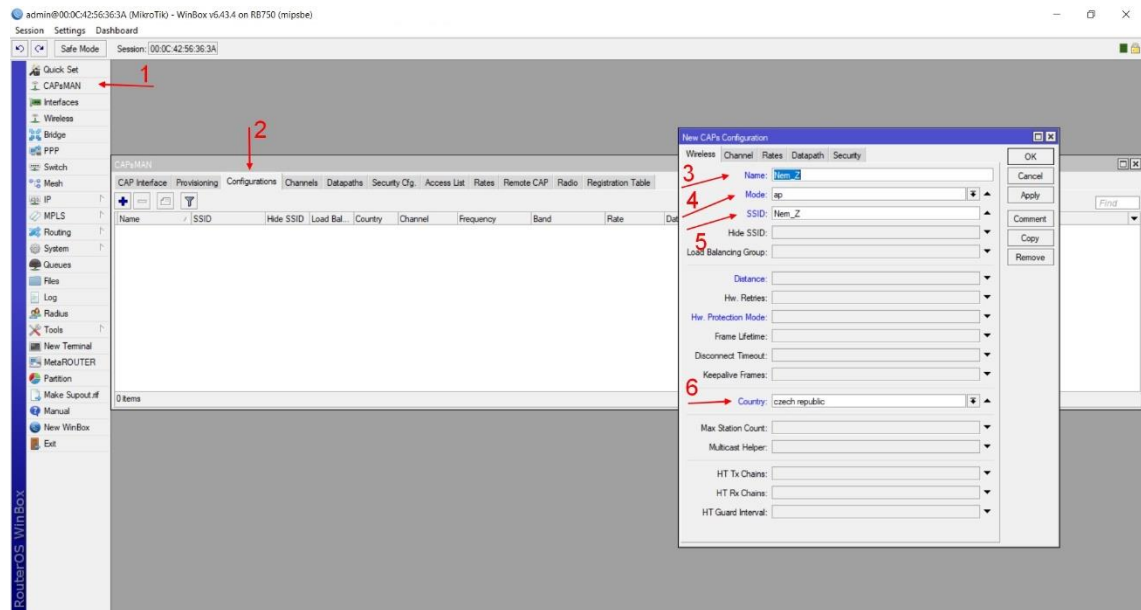 admin@00:0C:42:56:36:3A (MikroTik) - WinBox v6.43.4 on RB750 (mipsbe)
Session Settings Dashboard
Safe Mode Session: 00:0C:42:56:36:3A
Quick Set
CAPsMAN
Interfaces
Wireless
Bridge
PPP
Switch
Mesh
IP
MPLS
Routing
System
Queues
Files
Log
Radius
Tools
New Terminal
MetaROUTER
Partition
Make Supout.rif
Manual
New WinBox
Exit
RouterOS WinBox
1
2
CAPsMAN
CAP Interface Provisioning Configurations Channels Datapaths Security Cfg. Access List Rates Remote CAP Radio Registration Table
Find
Name SSID Hide SSID Load Bal... Country Channel Frequency Band Rate Dat
0 items
New CAPs Configuration
Wireless Channel Rates Datapath Security
3 Name: Nem_Z
4 Mode: ap
5 SSID: Nem_Z
Hide SSID:
Load Balancing Group:
Distance:
Hw. Retries:
Hw. Protection Mode:
Frame Lifetime:
Disconnect Timeout:
Keepalive Frames:
6 Country: czech republic
Max Station Count:
Multicast Helper:
HT Tx Chains:
HT Rx Chains:
HT Guard Interval:
OK
Cancel
Apply
Comment
Copy
Remove